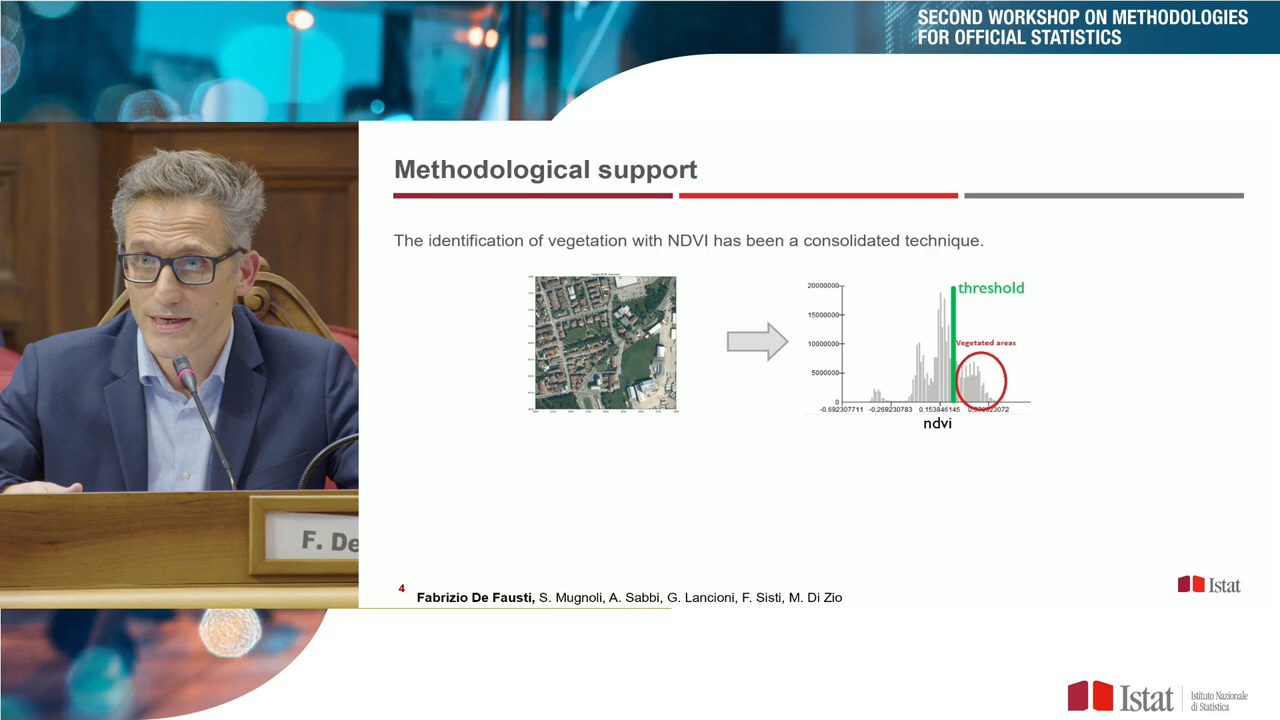 SECOND WORKSHOP ON METHODOLOGIES
FOR OFFICIAL STATISTICS
Methodological support
The identification of vegetation with NDVI has been a consolidated technique.
threshold
20000000
15000000
Vegetated areas
10000000
5000000
0
-0,692307711 -0,269230783 0,153846145
ndvi
F. De
4
Fabrizio De Fausti, S. Mugnoli, A. Sabbi, G. Lancioni, F. Sisti, M. Di Zio
Istat
Istat
Istituto Nazionale
di Statistica